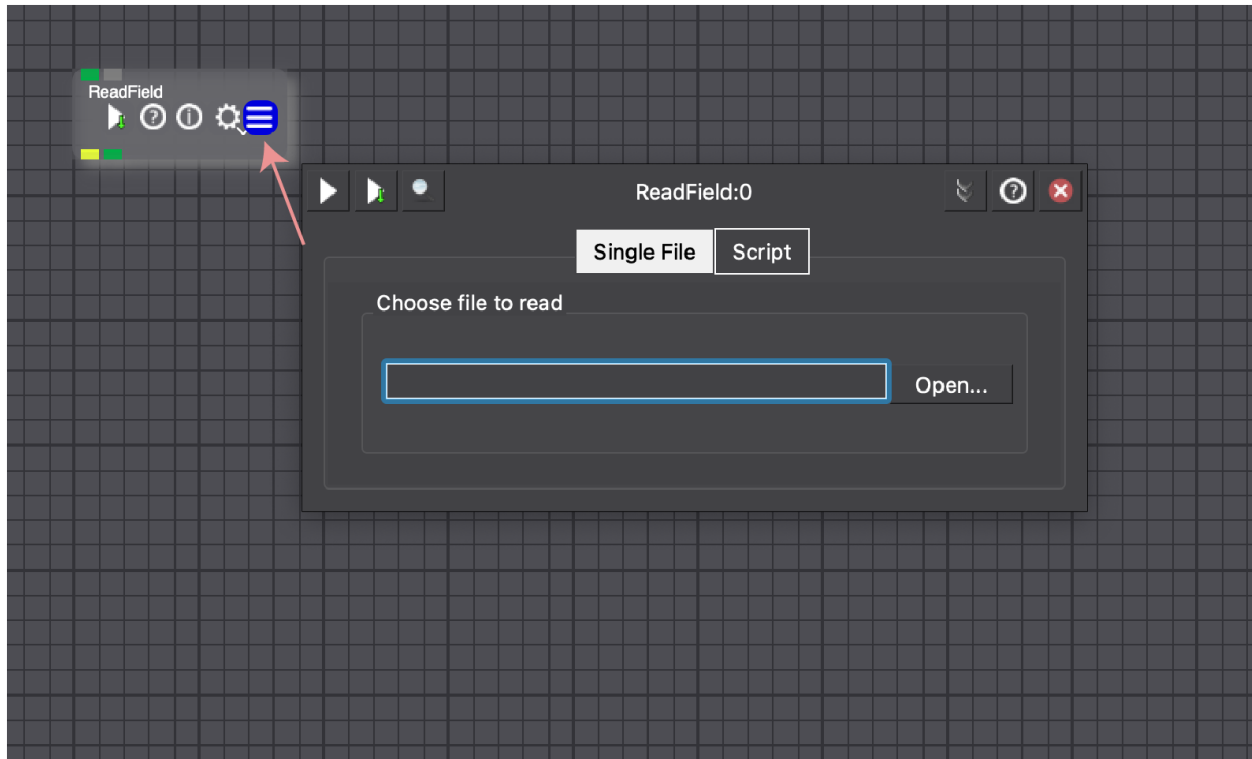 ReadField
ReadField:0
Single File Script
Choose file to read
Open...